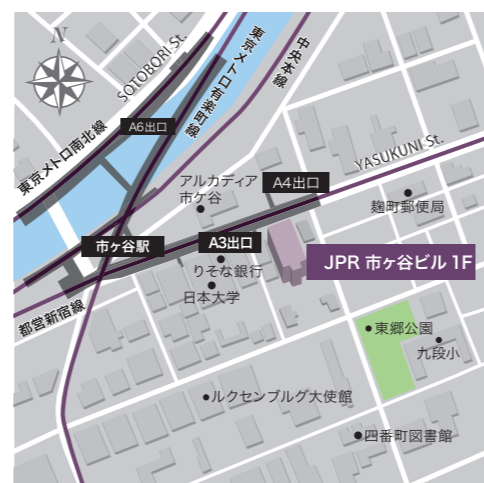 N
SOTOBORI St.
東京メトロ南北線
東京メトロ有楽町線
中央本線
A6出口
YASUKUNI St.
アルカディア
市ケ谷
A4出口
麹町郵便局
市ヶ谷駅
A3出口
りそな銀行
日本大学
JPR 市ヶ谷ビル 1F
都営新宿線
東郷公園
九段小
ルクセンブルグ大使館
四番町図書館